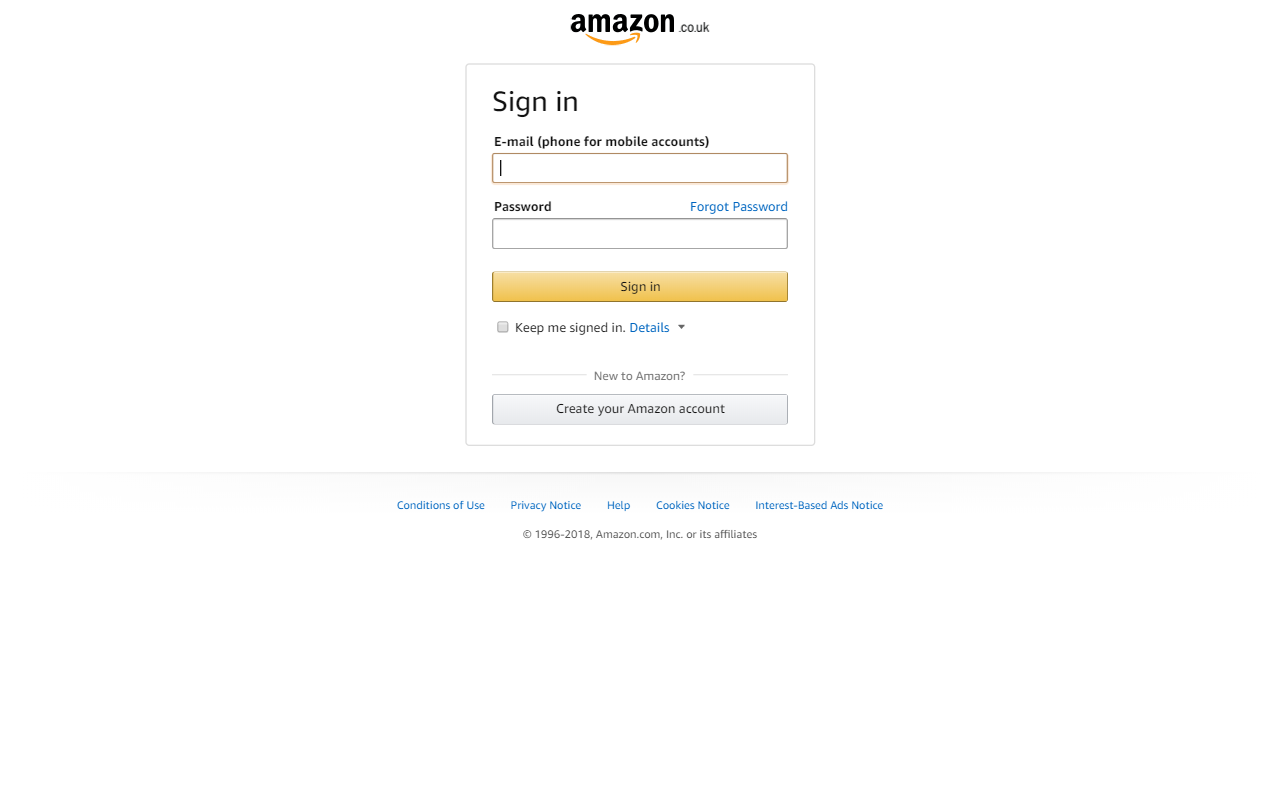 amazon.co.uk
Sign in
E-mail (phone for mobile accounts)
Password Forgot Password
Sign in
Keep me signed in. Details
New to Amazon?
Create your Amazon account
Conditions of Use Privacy Notice Help Cookies Notice Interest-Based Ads Notice
© 1996-2018, Amazon.com, Inc. or its affiliates